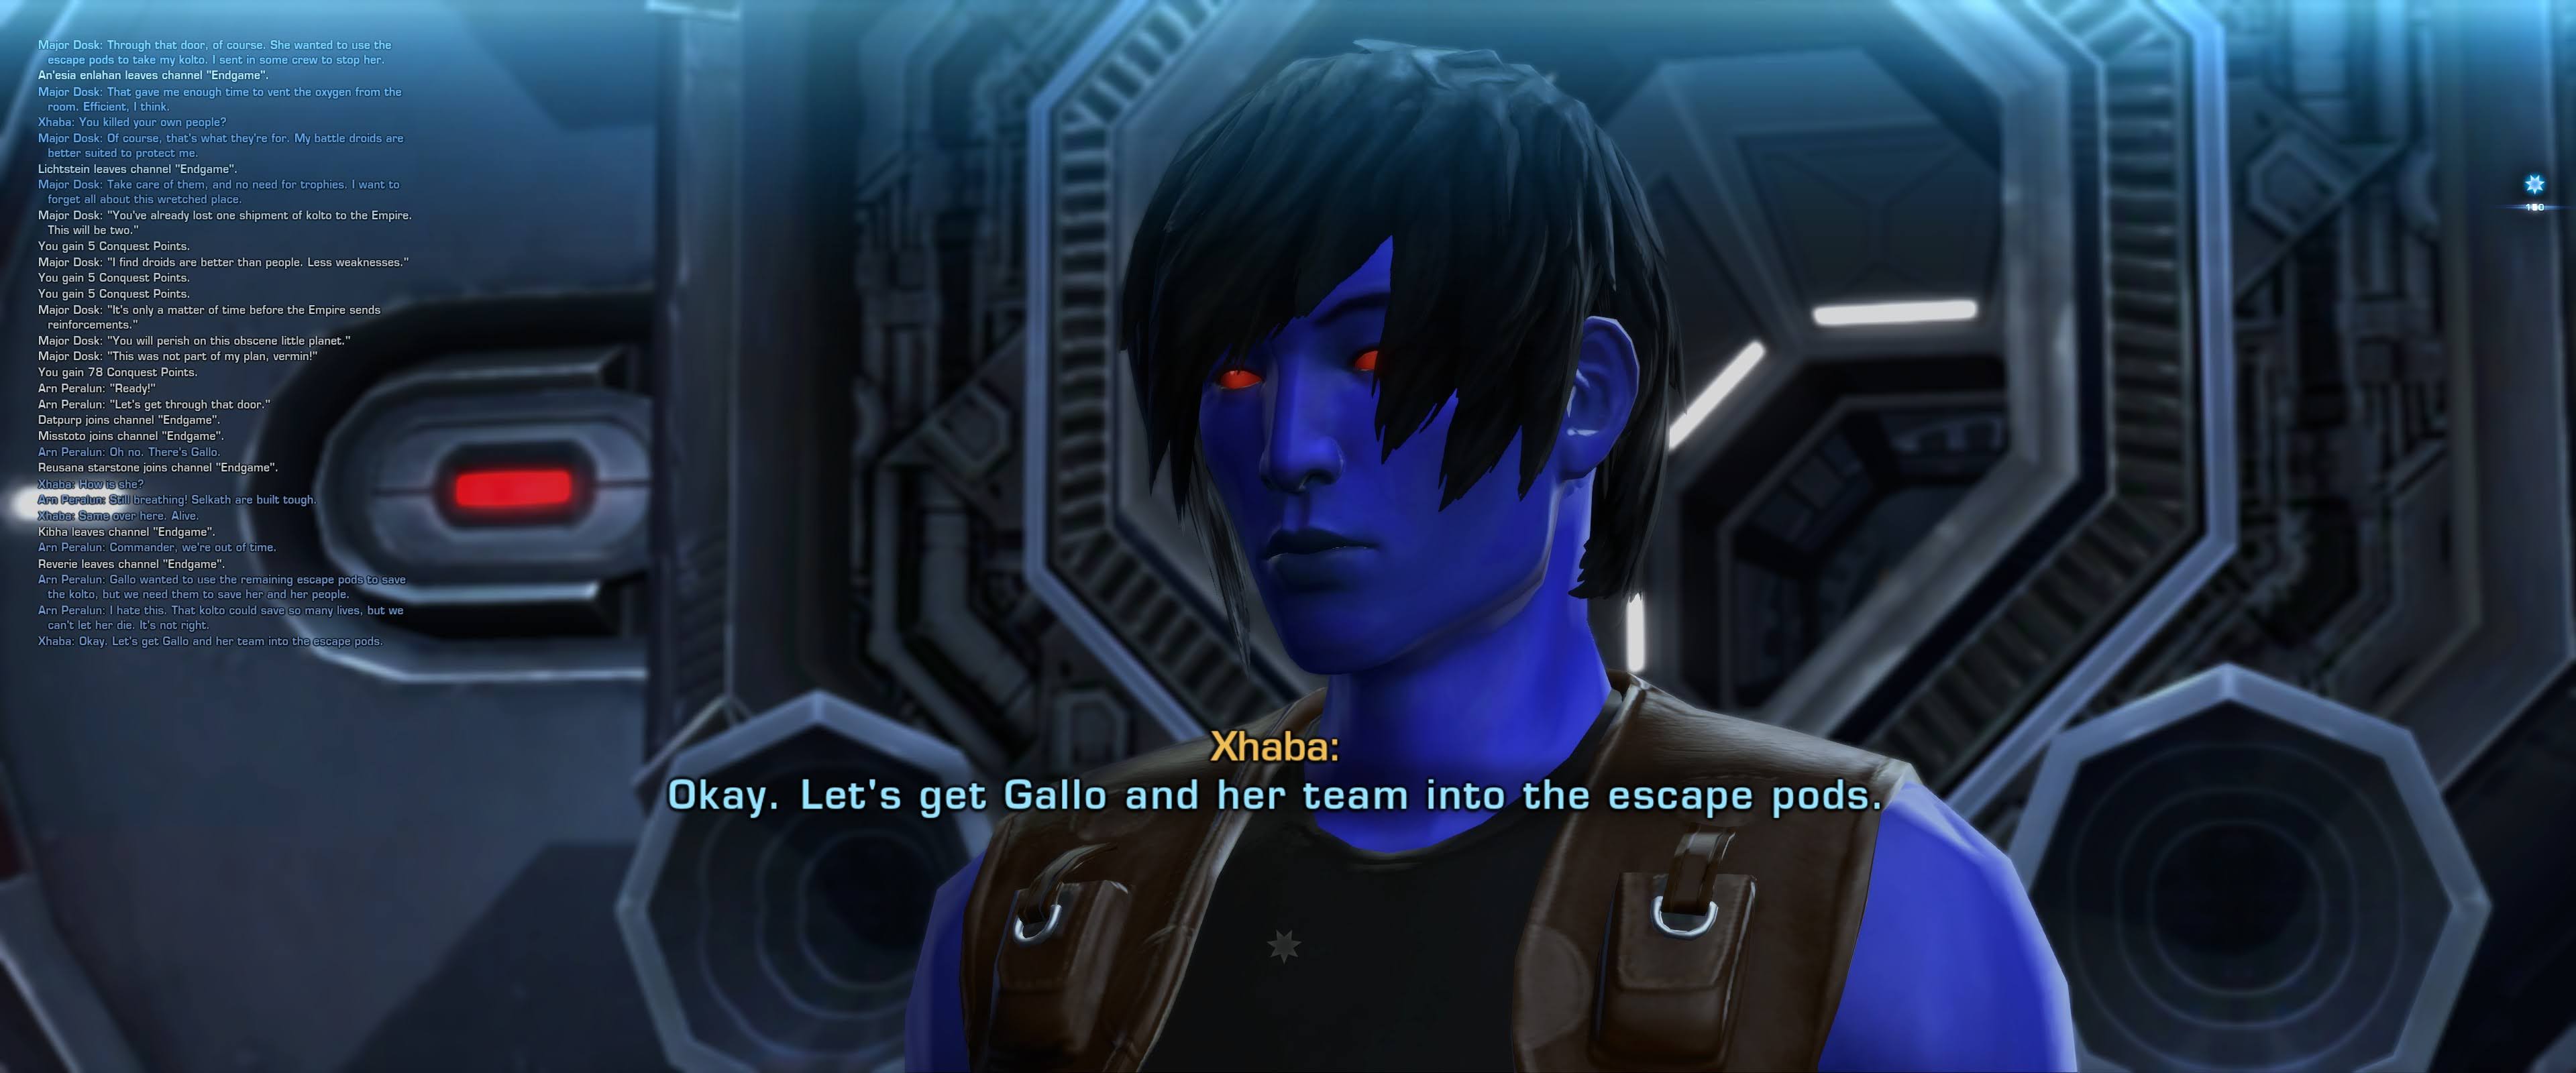 Major Dosk: Through that door, of course. She wanted to use the
escape pods to take my kolto. I sent in some crew to stop her.
An'esia enlahan leaves channel "Endgame".
Major Dosk: That gave me enough time to vent the oxygen from the
room. Efficient, I think.
Xhaba: You killed your own people?
Major Dosk: Of course, that's what they're for. My battle droids are
better suited to protect me.
Lichtstein leaves channel "Endgame".
Major Dosk: Take care of them, and no need for trophies. I want to
forget all about this wretched place.
Major Dosk: "You've already lost one shipment of kolto to the Empire.
This will be two."
You gain 5 Conquest Points.
Major Dosk: "I find droids are better than people. Less weaknesses."
You gain 5 Conquest Points.
You gain 5 Conquest Points.
Major Dosk: "It's only a matter of time before the Empire sends
reinforcements."
Major Dosk: "You will perish on this obscene little planet."
Major Dosk: "This was not part of my plan, vermin!"
You gain 78 Conquest Points.
Arn Peralun: "Ready!"
Arn Peralun: "Let's get through that door."
Datpurp joins channel "Endgame".
Misstoto joins channel "Endgame".
Arn Peralun: Oh no. There's Gallo.
Reusana starstone joins channel "Endgame".
Xhaba: How is she?
Arn Peralun: Still breathing! Selkath are built tough.
Xhaba: Same over here. Alive.
Kibha leaves channel "Endgame".
Arn Peralun: Commander, we're out of time.
Reverie leaves channel "Endgame".
Arn Peralun: Gallo wanted to use the remaining escape pods to save
the kolto, but we need them to save her and her people.
Arn Peralun: I hate this. That kolto could save so many lives, but we
can't let her die. It's not right.
Xhaba: Okay. Let's get Gallo and her team into the escape pods.
Xhaba:
Okay. Let's get Gallo and her team into the escape pods.